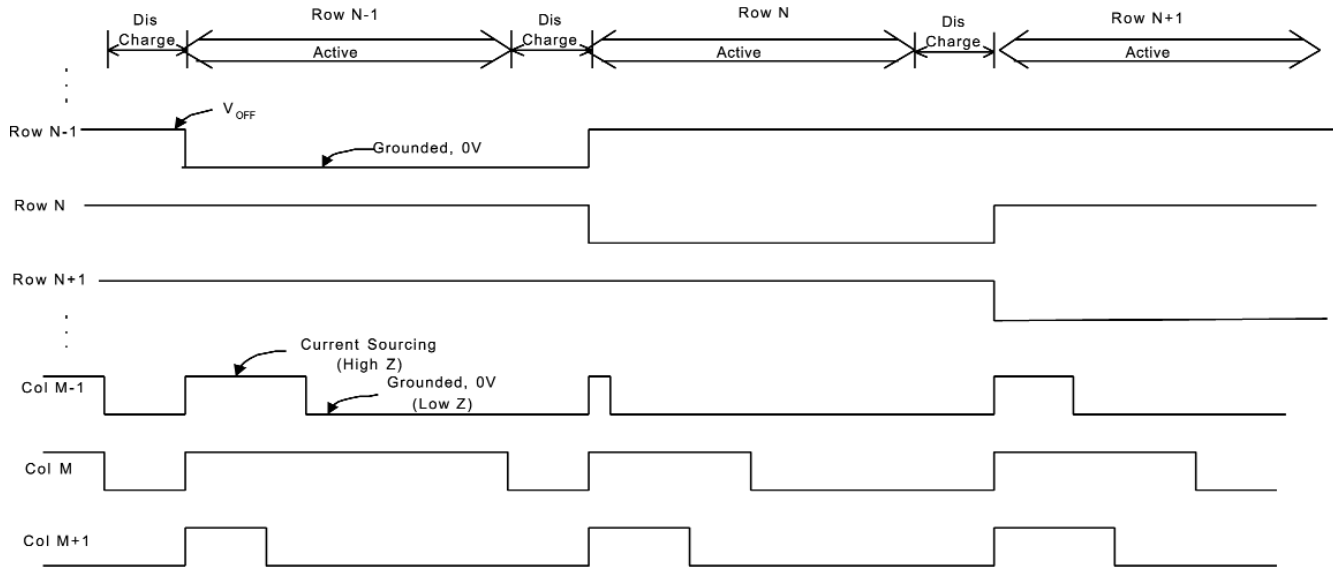 Dis
Charge
Row N-1
Active
Dis
Charge
Row N
Active
Dis
Charge
Row N+1
Active
Row N-1
VOFF
Grounded, 0V
Row N
Row N+1
Current Sourcing
(High Z)
Col M-1
Grounded, 0V
(Low Z)
Col M
Col M+1